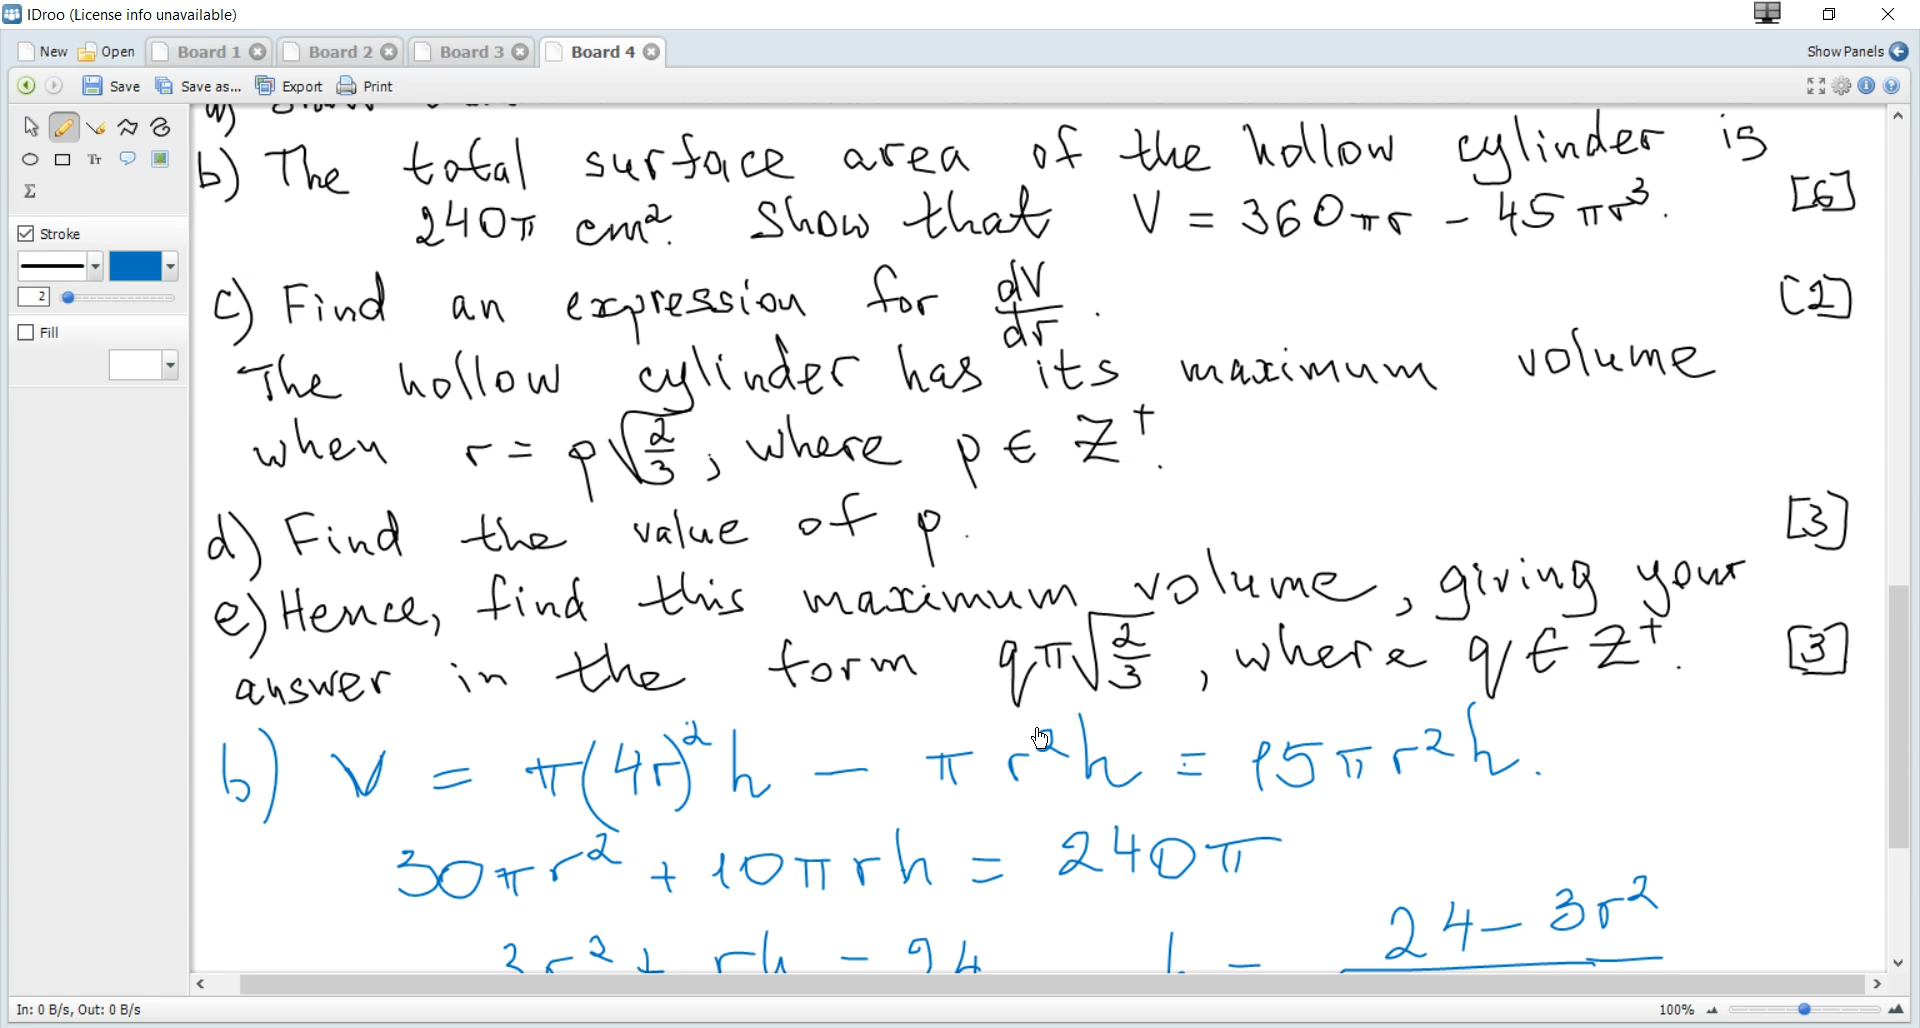 IDroo (License info unavailable)
New Open Board 1 Board 2 Board 3 Board 4 Show Panels
Save Save as... Export Print
b) The total surface area of the hollow cylinder is
240π cm². Show that V = 360πr - 45πr³. [6]
c) Find an expression for dV/dr. [2]
The hollow cylinder has its maximum volume
when r = p√(2/3), where p ∈ Z⁺.
d) Find the value of p. [3]
e) Hence, find this maximum volume, giving your
answer in the form qπ√(2/3), where q ∈ Z⁺. [3]
b) V = π(4r)²h - πr²h = 15πr²h.
30πr² + 10πrh = 240π
24 - 3r²
Tt
Σ
Stroke
2
Fill
In: 0 B/s, Out: 0 B/s 100%